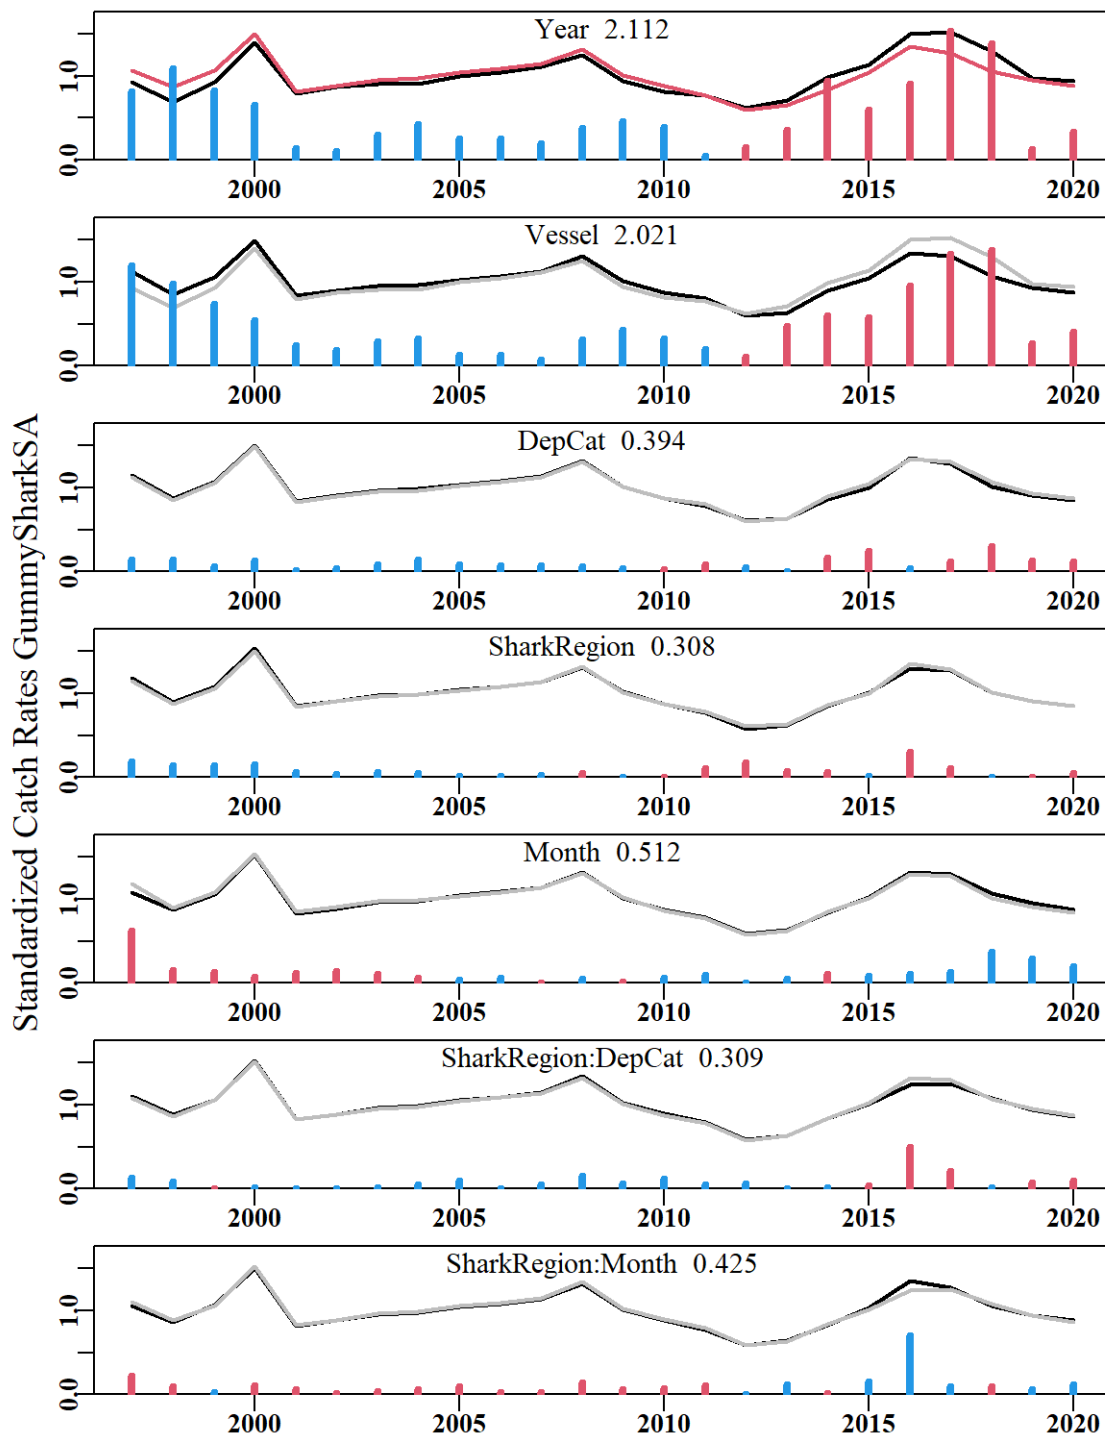 Standardized Catch Rates GummySharkSA
Year 2.112
0.0 1.0
2000 2005 2010 2015 2020
Vessel 2.021
0.0 1.0
2000 2005 2010 2015 2020
DepCat 0.394
0.0 1.0
2000 2005 2010 2015 2020
SharkRegion 0.308
0.0 1.0
2000 2005 2010 2015 2020
Month 0.512
0.0 1.0
2000 2005 2010 2015 2020
SharkRegion:DepCat 0.309
0.0 1.0
2000 2005 2010 2015 2020
SharkRegion:Month 0.425
0.0 1.0
2000 2005 2010 2015 2020